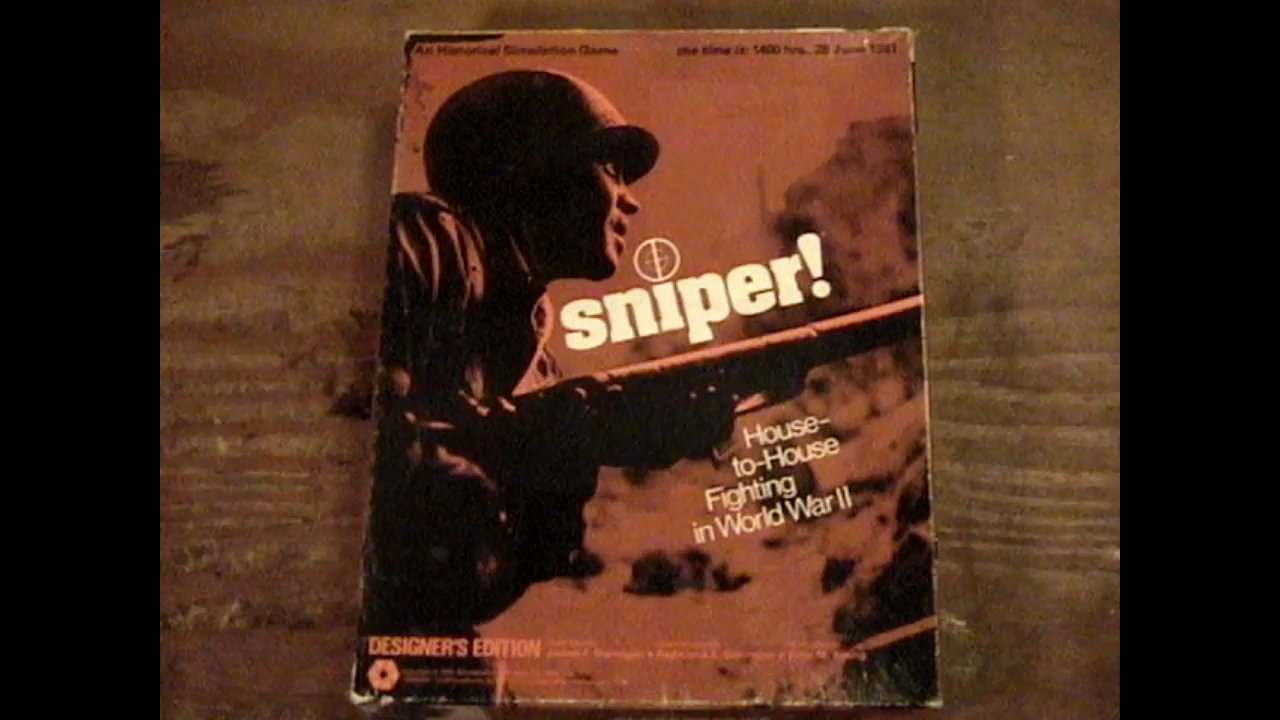 An Historical Simulation Game
the time is: 1400 hrs., 28 June 1941
sniper!
House-
to-House
Fighting
in World War II
DESIGNER'S EDITION